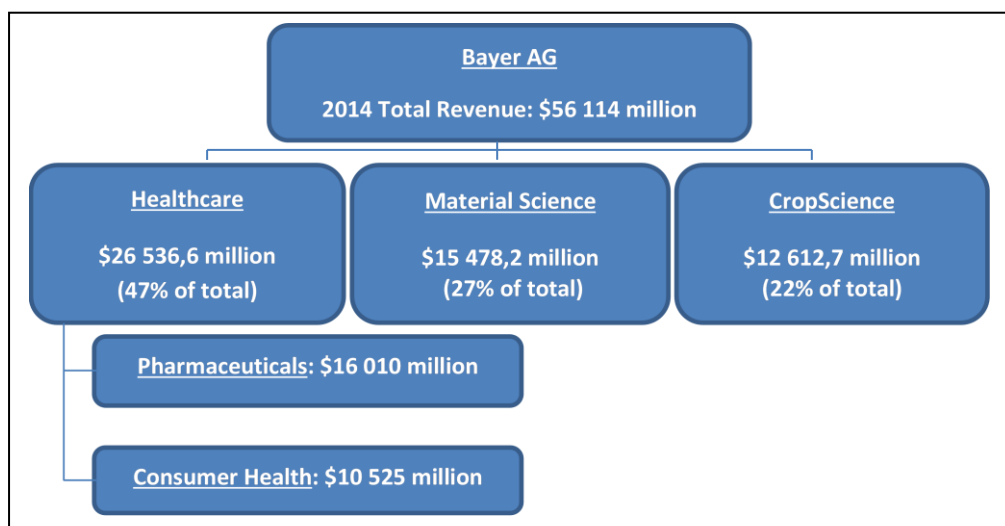 Bayer AG
2014 Total Revenue: $56 114 million
Healthcare
$26 536,6 million
(47% of total)
Material Science
$15 478,2 million
(27% of total)
CropScience
$12 612,7 million
(22% of total)
Pharmaceuticals: $16 010 million
Consumer Health: $10 525 million